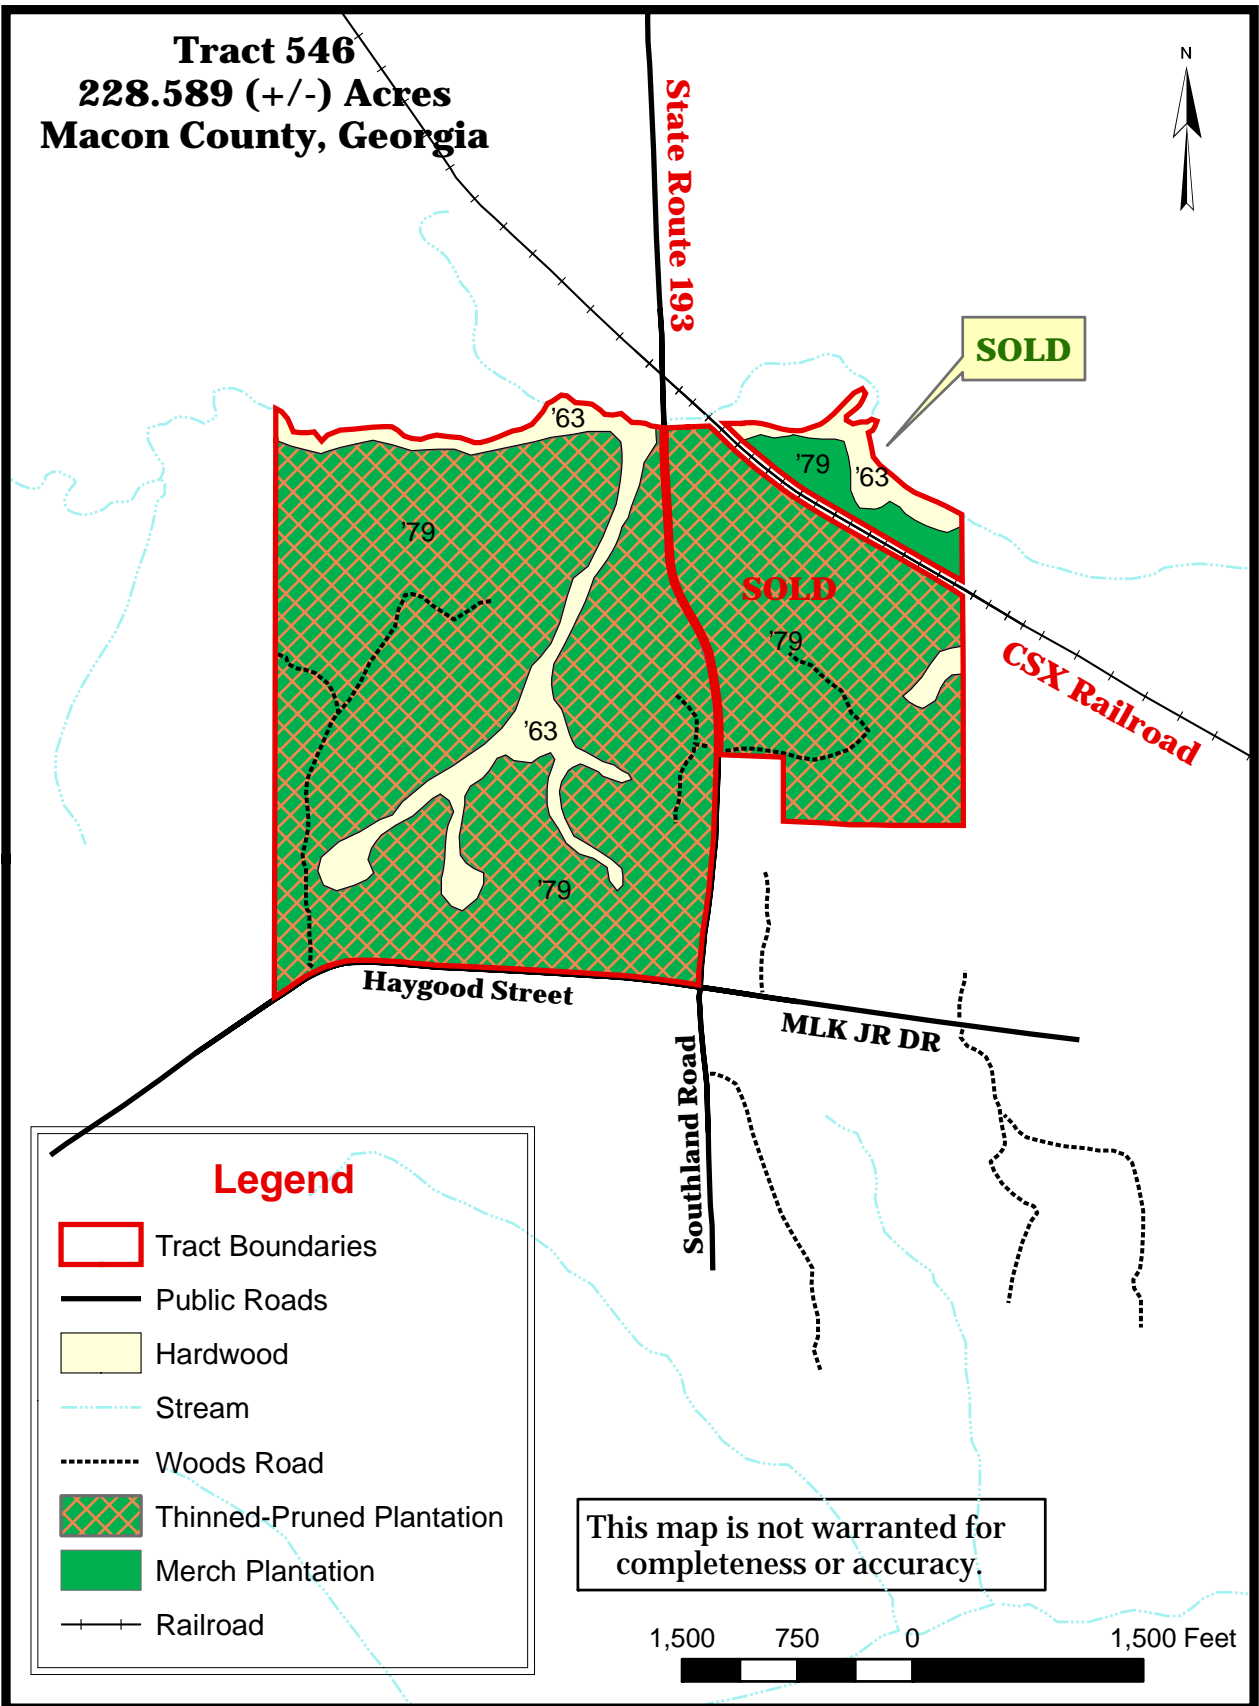 Tract 546
228.589 (+/-) Acres
Macon County, Georgia
N
State Route 193
SOLD
'63
'79
'63
'79
SOLD
'79
CSX Railroad
'63
'79
Haygood Street
MLK JR DR
Southland Road
Legend
Tract Boundaries
Public Roads
Hardwood
Stream
Woods Road
Thinned-Pruned Plantation
Merch Plantation
Railroad
This map is not warranted for
completeness or accuracy.
1,500 750 0 1,500 Feet